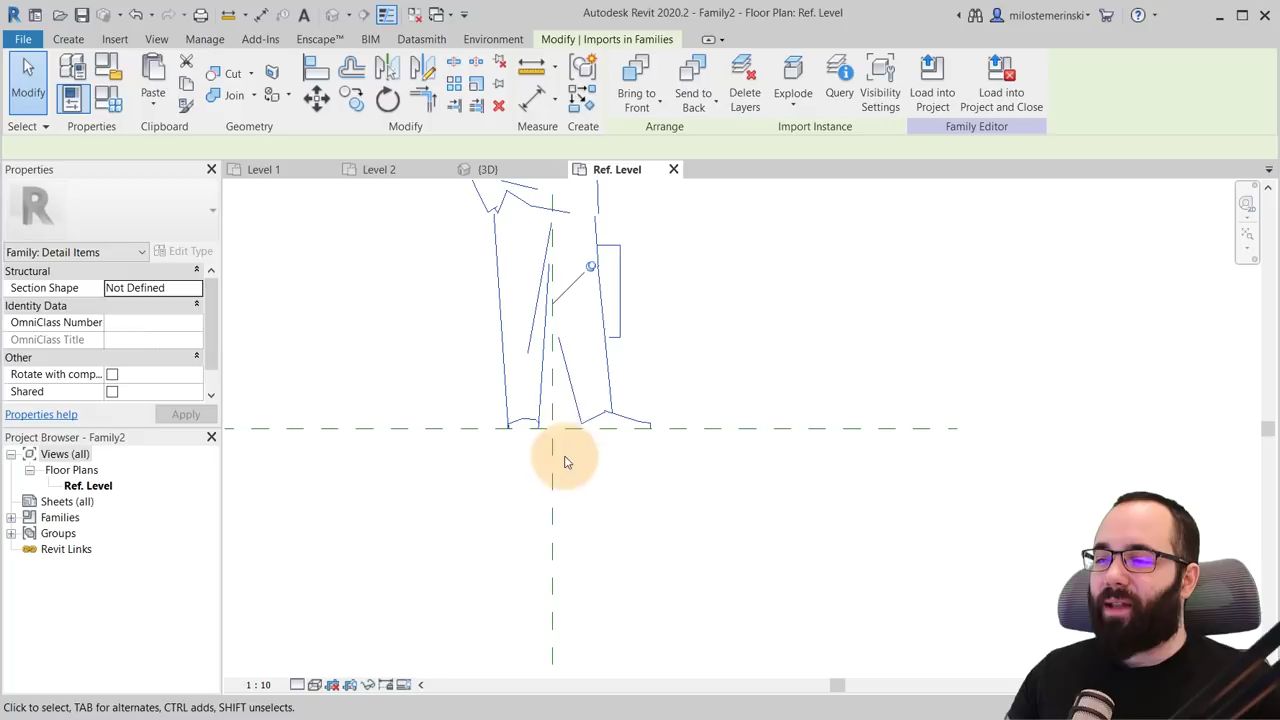 Autodesk Revit 2020.2 - Family2 - Floor Plan: Ref. Level
milostemerinski
File
Create
Insert
View
Manage
Add-Ins
Enscape™
BIM
Datasmith
Environment
Modify | Imports in Families
Modify
Paste
Cut
Join
Bring to
Front
Send to
Back
Delete
Layers
Explode
Query
Visibility
Settings
Load into
Project
Load into
Project and Close
Select
Properties
Clipboard
Geometry
Modify
Measure
Create
Arrange
Import Instance
Family Editor
Properties
Level 1
Level 2
{3D}
Ref. Level
Family: Detail Items
Edit Type
Structural
Section Shape
Not Defined
Identity Data
OmniClass Number
OmniClass Title
Other
Rotate with comp...
Shared
Properties help
Apply
Project Browser - Family2
Views (all)
Floor Plans
Ref. Level
Sheets (all)
Families
Groups
Revit Links
1 : 10
Click to select, TAB for alternates, CTRL adds, SHIFT unselects.